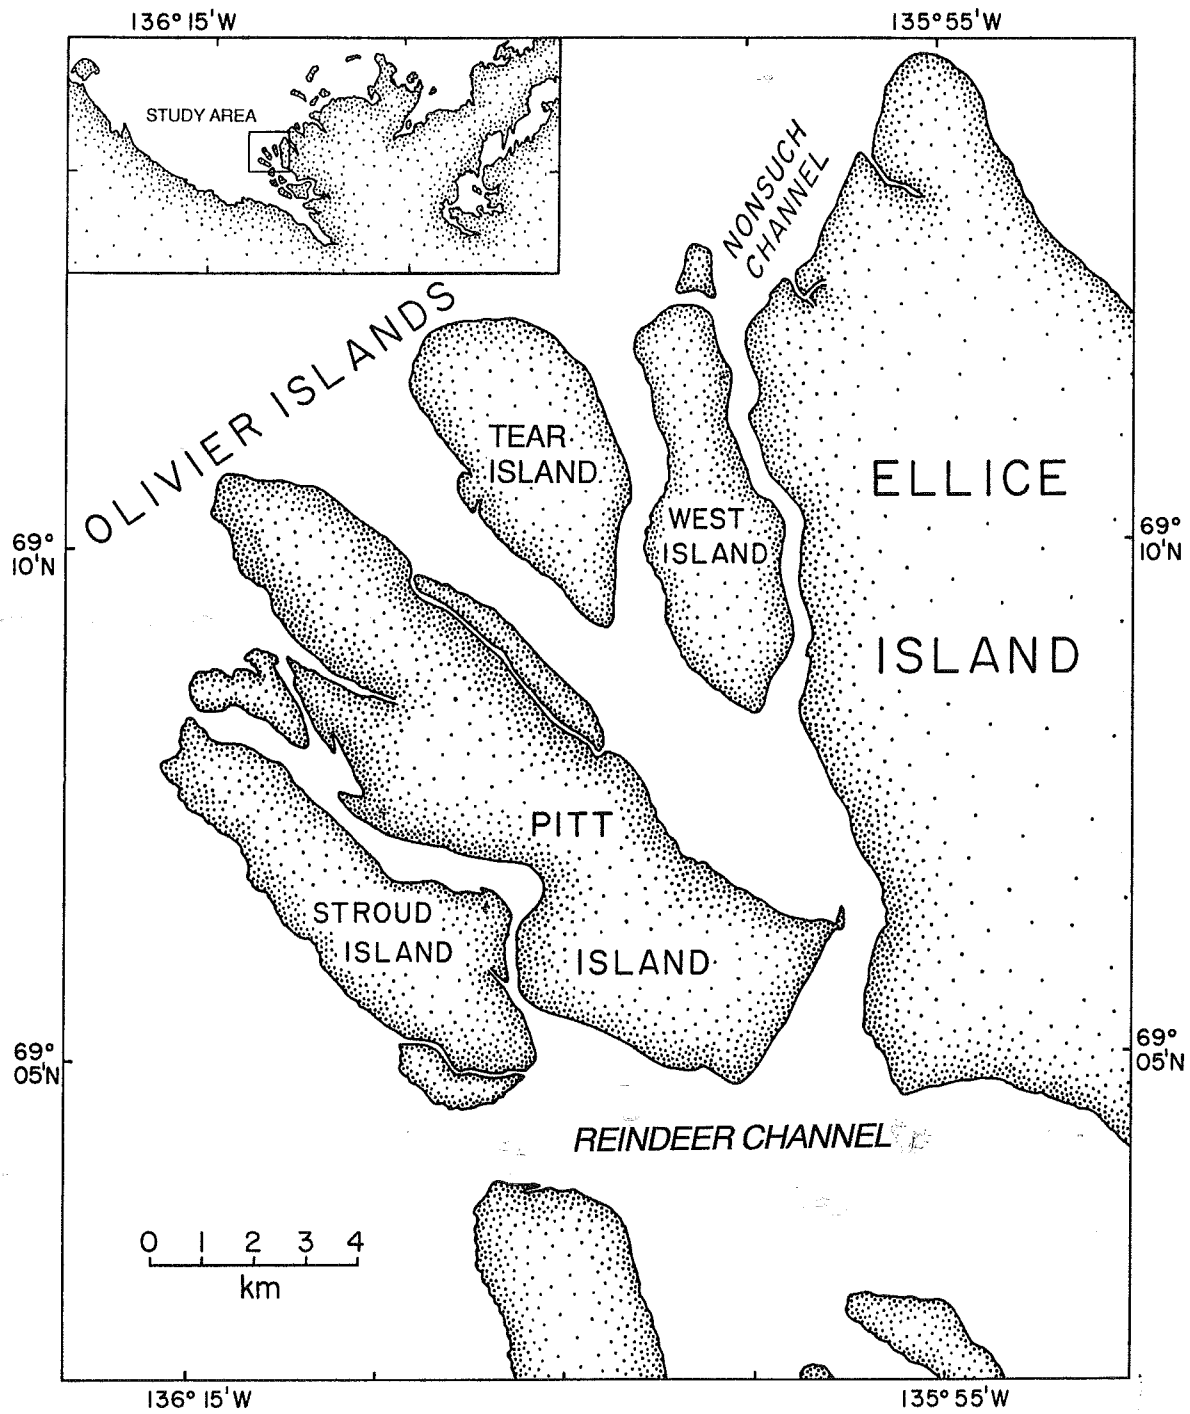 136° 15'W
135° 55'W
STUDY AREA
NONSUCH
CHANNEL
OLIVIER ISLANDS
TEAR
ISLAND
WEST
ISLAND
ELLICE
ISLAND
69°
10'N
69°
10'N
PITT
ISLAND
STROUD
ISLAND
69°
05'N
69°
05'N
REINDEER CHANNEL
0 1 2 3 4
km
136° 15'W
135° 55'W